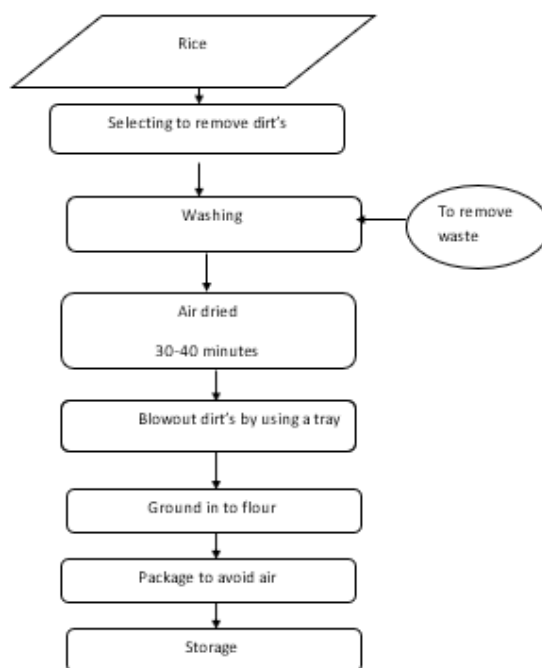 Rice
Selecting to remove dirt's
Washing
To remove
waste
Air dried
30-40 minutes
Blowout dirt's by using a tray
Ground in to flour
Package to avoid air
Storage